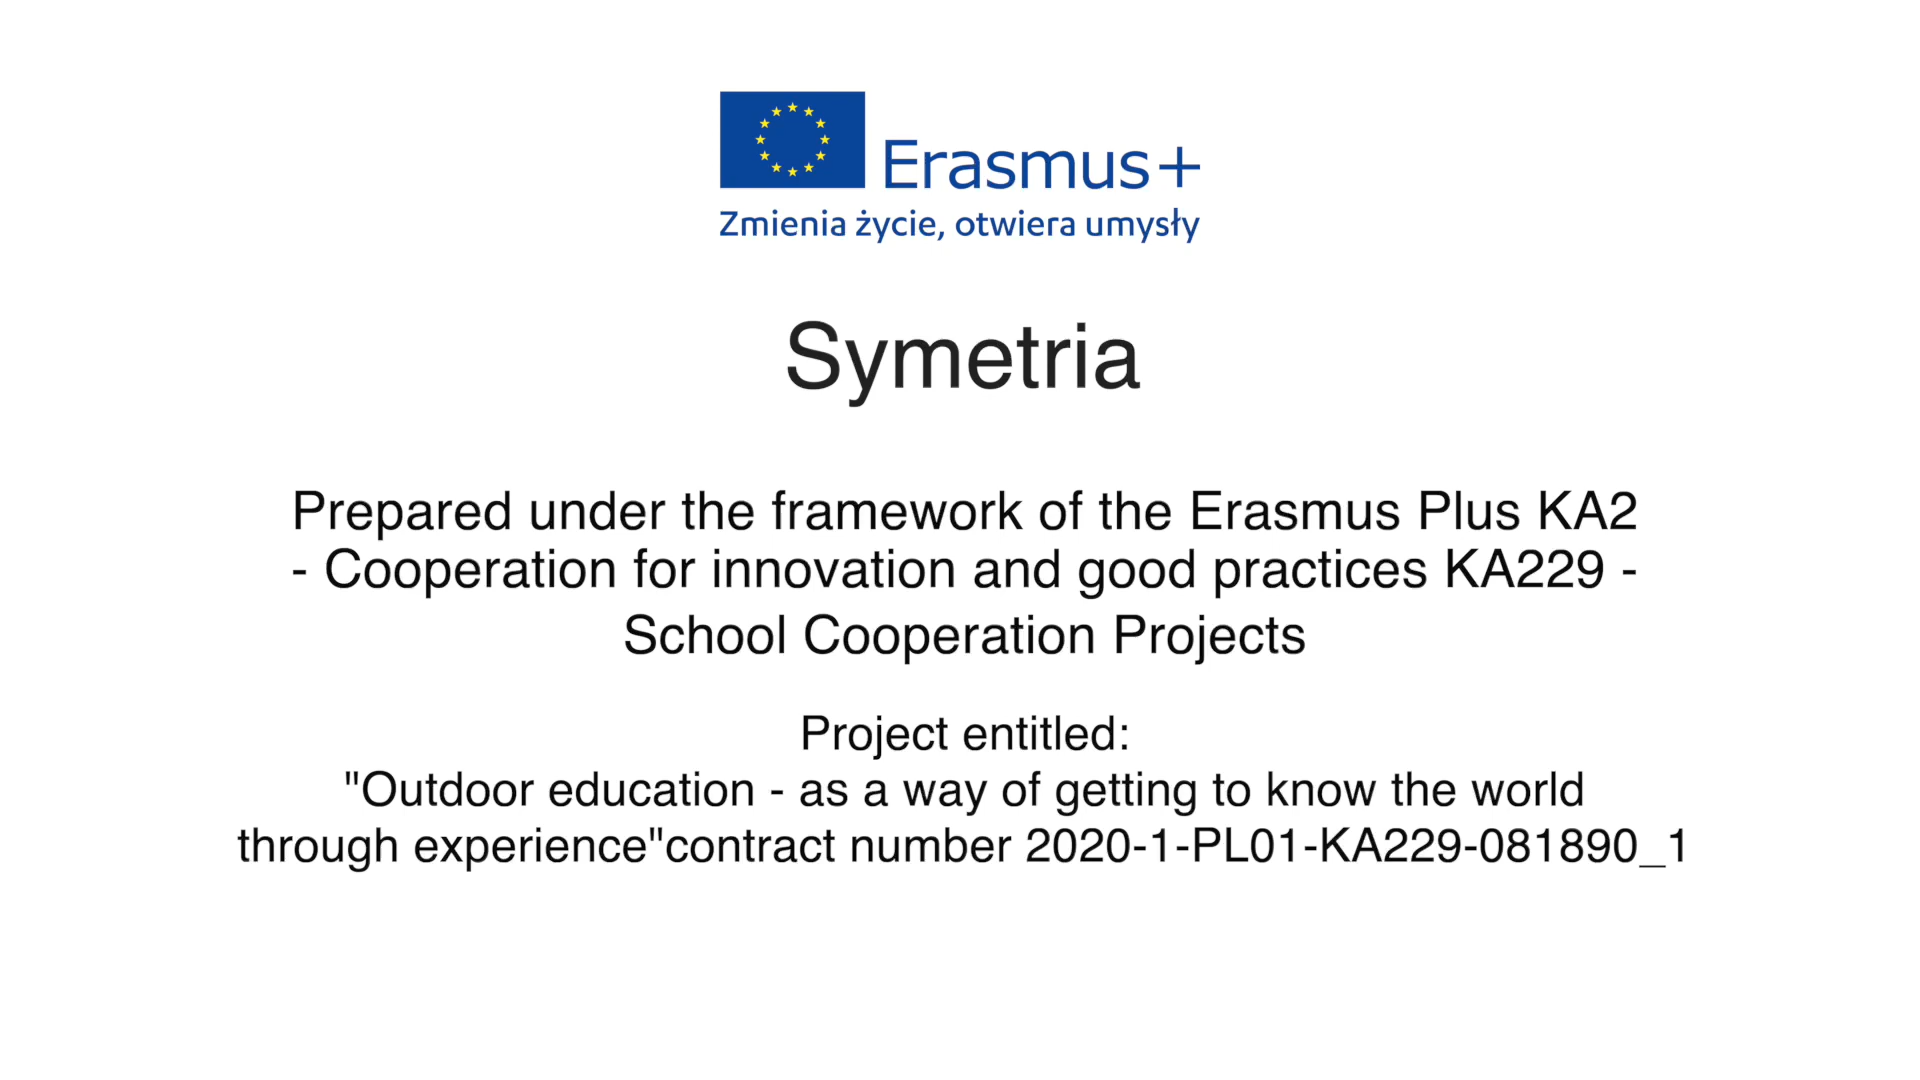 Erasmus+
Zmienia życie, otwiera umysły
Symetria
Prepared under the framework of the Erasmus Plus KA2
- Cooperation for innovation and good practices KA229 -
School Cooperation Projects
Project entitled:
"Outdoor education - as a way of getting to know the world
through experience"contract number 2020-1-PL01-KA229-081890_1